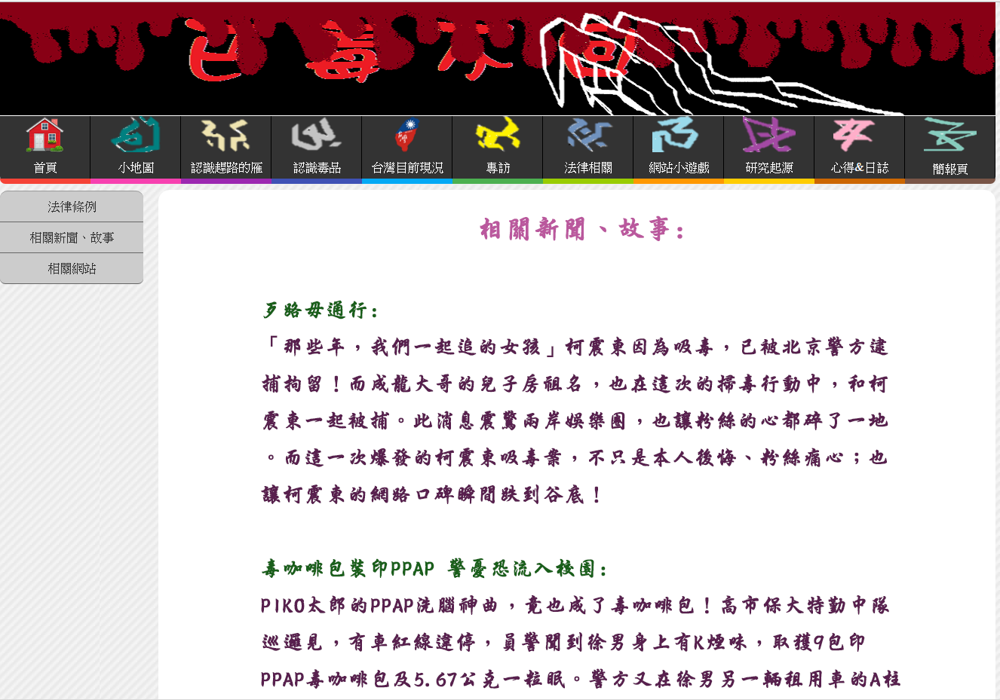 已毒次回
首頁
小地圖
認識趕路的雁
認識毒品
台灣目前現況
專訪
法律相關
網站小遊戲
研究起源
心得&日誌
簡報頁
法律條例
相關新聞、故事
相關網站
相關新聞、故事:
歹路毋通行:
「那些年，我們一起追的女孩」柯震東因為吸毒，已被北京警方逮
捕拘留！而成龍大哥的兒子房祖名，也在這次的掃毒行動中，和柯
震東一起被捕。此消息震驚兩岸娛樂圈，也讓粉絲的心都碎了一地
。而這一次爆發的柯震東吸毒案，不只是本人後悔、粉絲痛心；也
讓柯震東的網路口碑瞬間跌到谷底！
毒咖啡包裝印PPAP 警憂恐流入校園:
PIKO太郎的PPAP洗腦神曲，竟也成了毒咖啡包！高市保大特勤中隊
巡邏見，有車紅線違停，員警聞到徐男身上有K煙味，取獲9包印
PPAP毒咖啡包及5.67公克一粒眠。警方又在徐男另一輛租用車的A柱